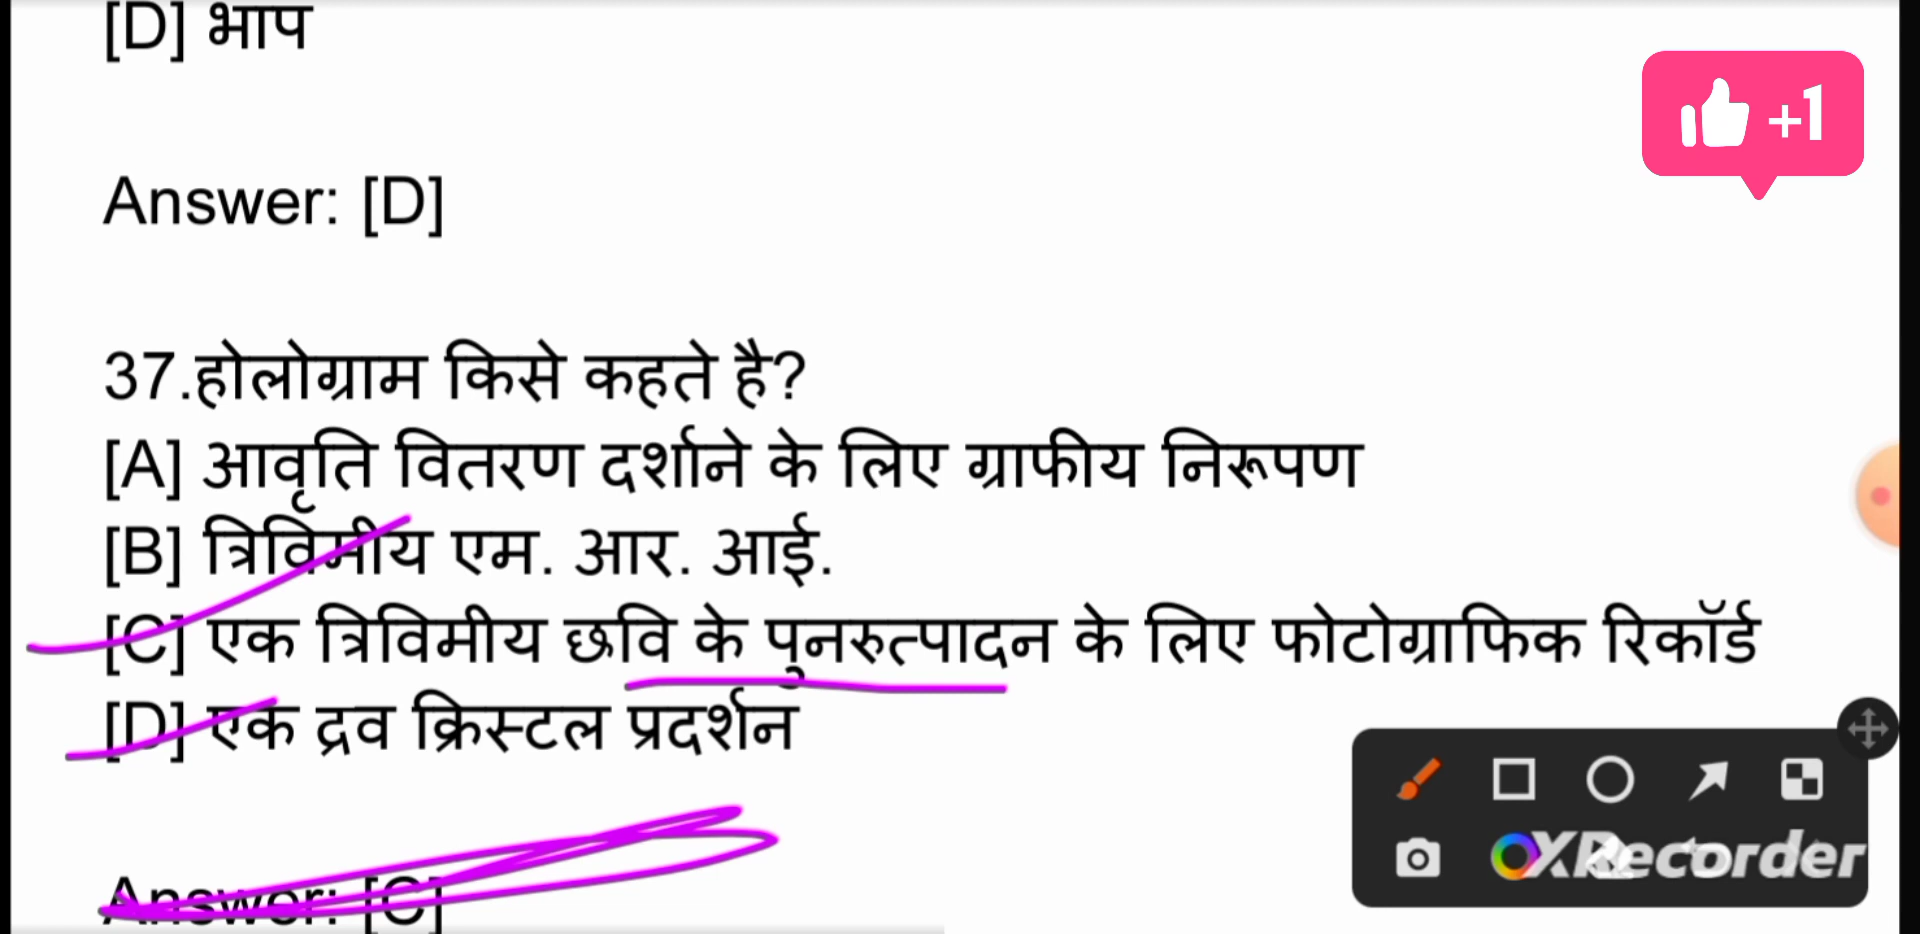 [D] भाप
+1
Answer: [D]
37.होलोग्राम किसे कहते है?
[A] आवृति वितरण दर्शाने के लिए ग्राफीय निरूपण
[B] त्रिविमीय एम. आर. आई.
[C] एक त्रिविमीय छवि के पुनरुत्पादन के लिए फोटोग्राफिक रिकॉर्ड
[D] एक द्रव क्रिस्टल प्रदर्शन
Answer: [C]
XRecorder